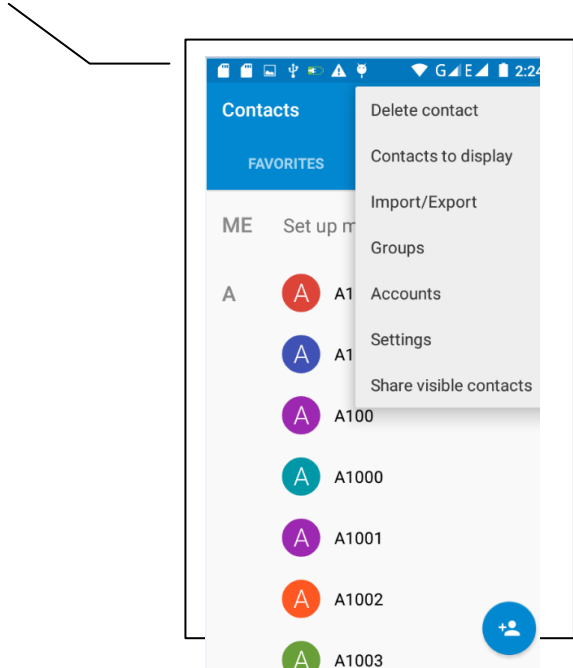 G E 2:24
Contacts
Delete contact
FAVORITES
Contacts to display
Import/Export
ME Set up m
Groups
A A A1
Accounts
Settings
A A1
Share visible contacts
A A100
A A1000
A A1001
A A1002
A A1003